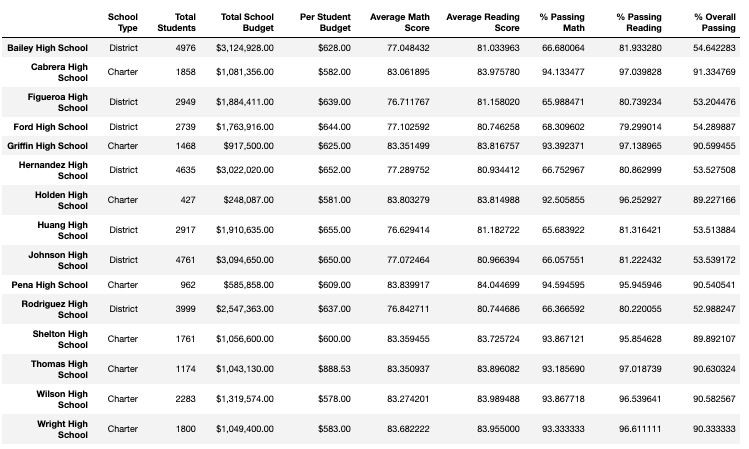 School Type Total Students Total School Budget Per Student Budget Average Math Score Average Reading Score % Passing Math % Passing Reading % Overall Passing
Bailey High School District 4976 $3,124,928.00 $628.00 77.048432 81.033963 66.680064 81.933280 54.642283
Cabrera High School Charter 1858 $1,081,356.00 $582.00 83.061895 83.975780 94.133477 97.039828 91.334769
Figueroa High School District 2949 $1,884,411.00 $639.00 76.711767 81.158020 65.988471 80.739234 53.204476
Ford High School District 2739 $1,763,916.00 $644.00 77.102592 80.746258 68.309602 79.299014 54.289887
Griffin High School Charter 1468 $917,500.00 $625.00 83.351499 83.816757 93.392371 97.138965 90.599455
Hernandez High School District 4635 $3,022,020.00 $652.00 77.289752 80.934412 66.752967 80.862999 53.527508
Holden High School Charter 427 $248,087.00 $581.00 83.803279 83.814988 92.505855 96.252927 89.227166
Huang High School District 2917 $1,910,635.00 $655.00 76.629414 81.182722 65.683922 81.316421 53.513884
Johnson High School District 4761 $3,094,650.00 $650.00 77.072464 80.966394 66.057551 81.222432 53.539172
Pena High School Charter 962 $585,858.00 $609.00 83.839917 84.044699 94.594595 95.945946 90.540541
Rodriguez High School District 3999 $2,547,363.00 $637.00 76.842711 80.744686 66.366592 80.220055 52.988247
Shelton High School Charter 1761 $1,056,600.00 $600.00 83.359455 83.725724 93.867121 95.854628 89.892107
Thomas High School Charter 1174 $1,043,130.00 $888.53 83.350937 83.896082 93.185690 97.018739 90.630324
Wilson High School Charter 2283 $1,319,574.00 $578.00 83.274201 83.989488 93.867718 96.539641 90.582567
Wright High School Charter 1800 $1,049,400.00 $583.00 83.682222 83.955000 93.333333 96.611111 90.333333